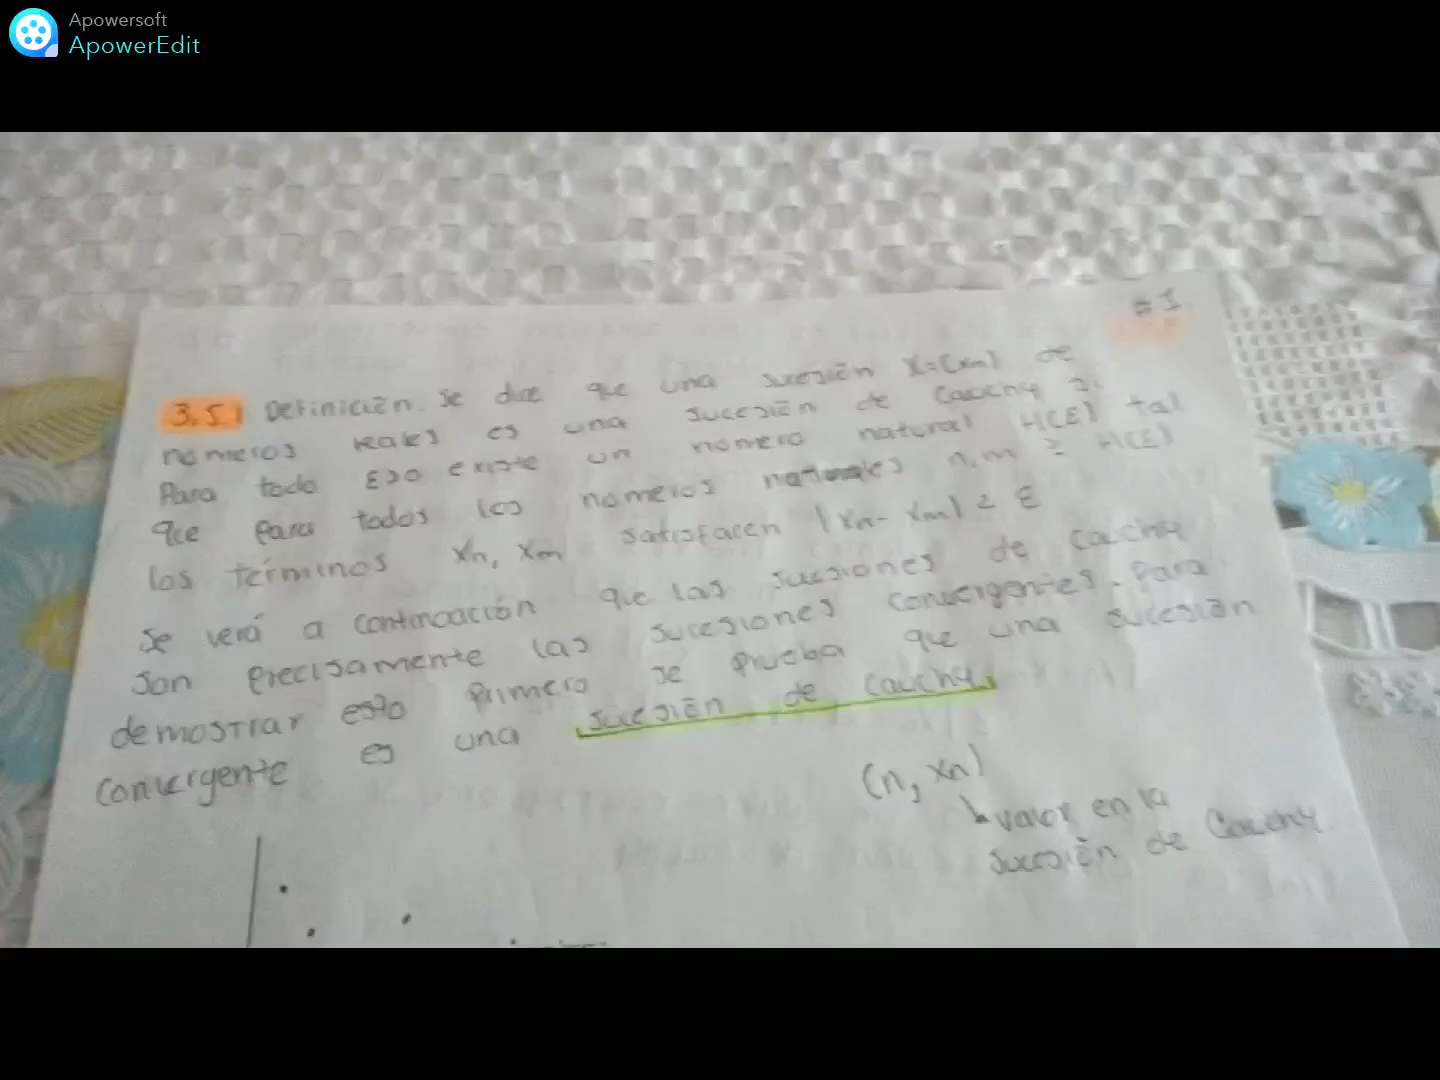 Apowersoft
ApowerEdit
#1
3.5.1 Definición. Se dice que una sucesión X=(xn) de
números reales es una sucesión de Cauchy si
Para todo ε>0 existe un número natural H(ε) tal
que para todos los números naturales n,m ≥ H(ε)
los términos xn, xm satisfacen |xn - xm| < ε
Se verá a continuación que las sucesiones de Cauchy
son precisamente las sucesiones convergentes. Para
demostrar esto primero se prueba que una sucesión
convergente es una sucesión de Cauchy.
(n, xn)
valor en la
sucesión de Cauchy